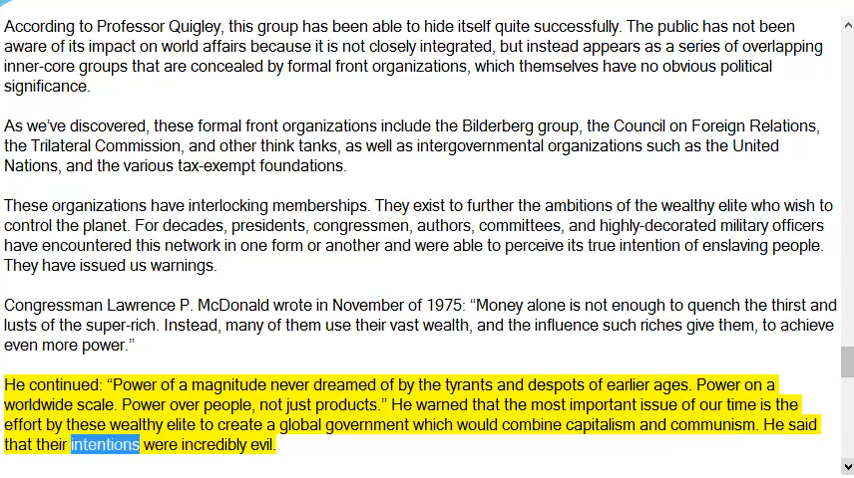 According to Professor Quigley, this group has been able to hide itself quite successfully. The public has not been
aware of its impact on world affairs because it is not closely integrated, but instead appears as a series of overlapping
inner-core groups that are concealed by formal front organizations, which themselves have no obvious political
significance.
As we’ve discovered, these formal front organizations include the Bilderberg group, the Council on Foreign Relations,
the Trilateral Commission, and other think tanks, as well as intergovernmental organizations such as the United
Nations, and the various tax-exempt foundations.
These organizations have interlocking memberships. They exist to further the ambitions of the wealthy elite who wish to
control the planet. For decades, presidents, congressmen, authors, committees, and highly-decorated military officers
have encountered this network in one form or another and were able to perceive its true intention of enslaving people.
They have issued us warnings.
Congressman Lawrence P. McDonald wrote in November of 1975: “Money alone is not enough to quench the thirst and
lusts of the super-rich. Instead, many of them use their vast wealth, and the influence such riches give them, to achieve
even more power.”
He continued: “Power of a magnitude never dreamed of by the tyrants and despots of earlier ages. Power on a
worldwide scale. Power over people, not just products.” He warned that the most important issue of our time is the
effort by these wealthy elite to create a global government which would combine capitalism and communism. He said
that their intentions were incredibly evil.